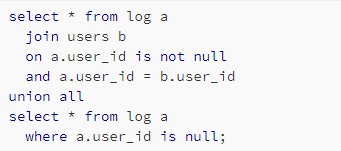 select * from log a
  join users b
  on a.user_id is not null
  and a.user_id = b.user_id
union all
select * from log a
  where a.user_id is null;